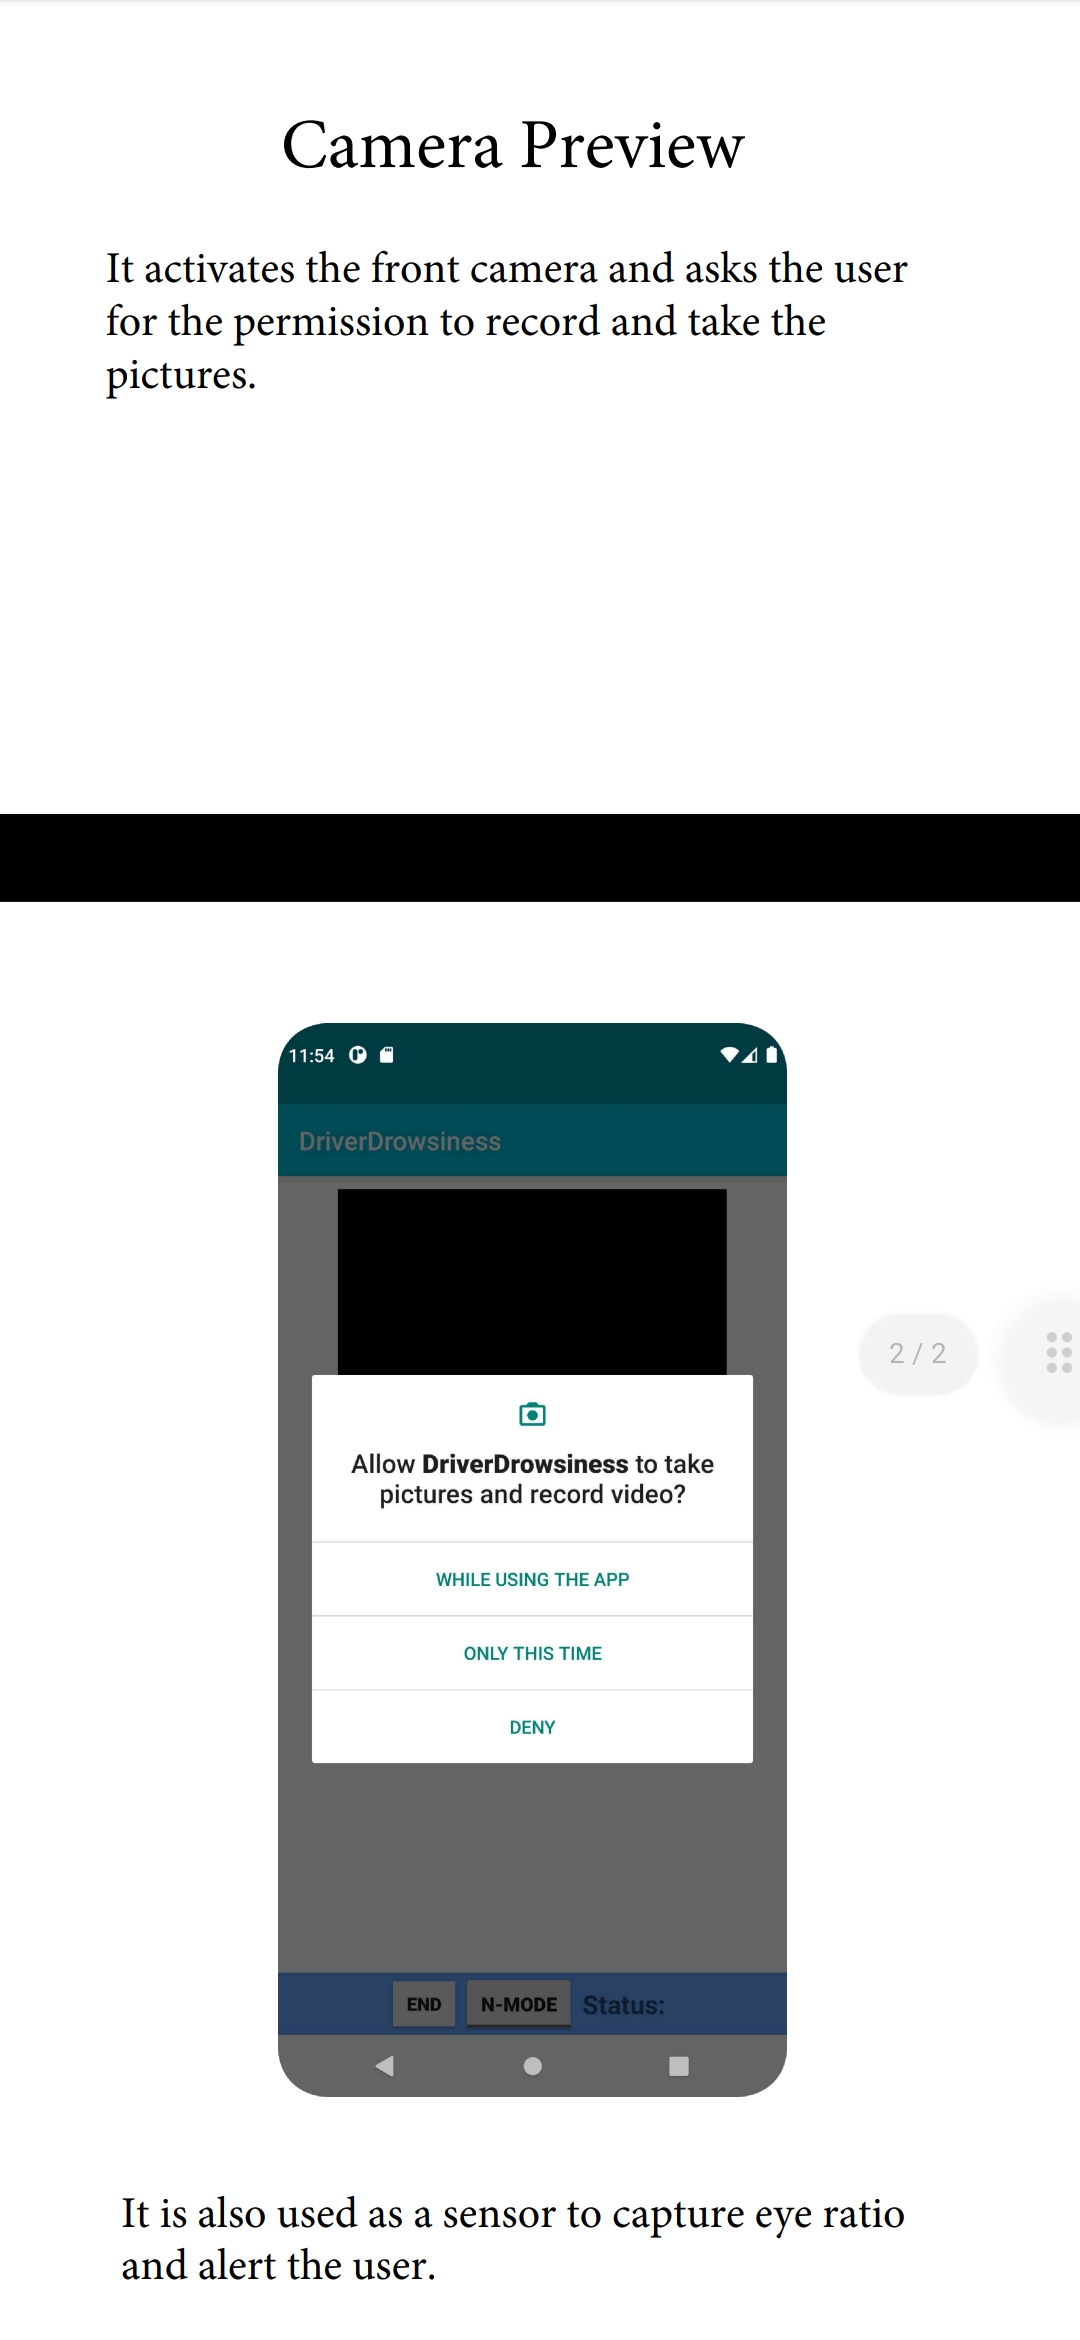 Camera Preview
It activates the front camera and asks the user
for the permission to record and take the
pictures.
11:54
DriverDrowsiness
2 / 2
Allow DriverDrowsiness to take
pictures and record video?
WHILE USING THE APP
ONLY THIS TIME
DENY
END N-MODE Status:
It is also used as a sensor to capture eye ratio
and alert the user.